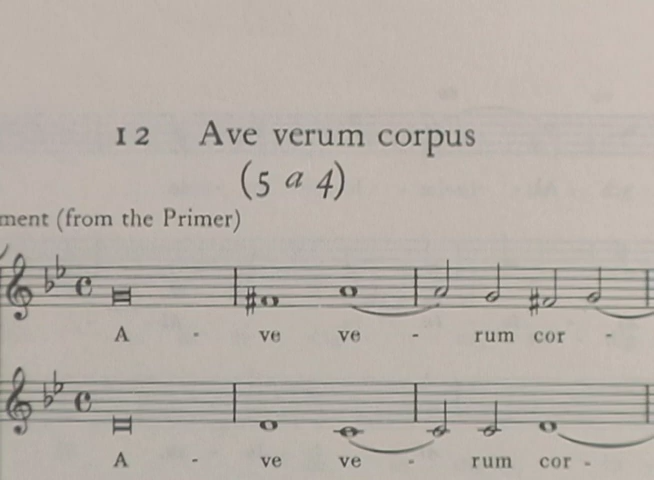 12 Ave verum corpus
(5 a 4)
ment (from the Primer)
A - ve ve - rum cor -
A - ve ve - rum cor -